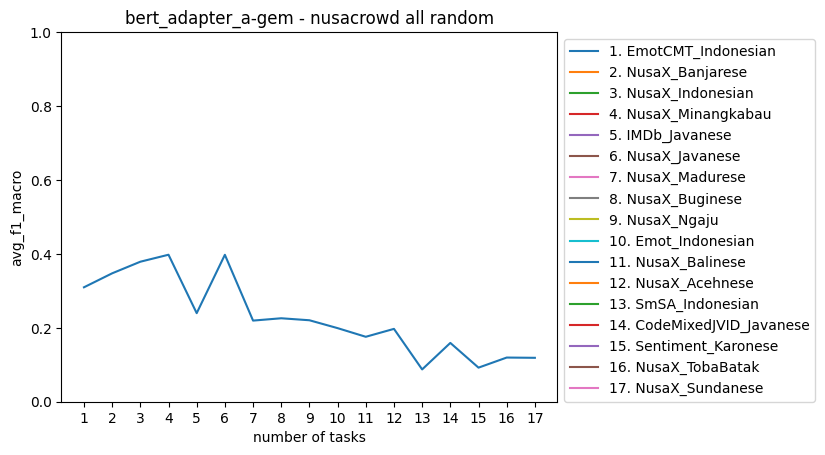 bert_adapter_a-gem - nusacrowd all random
avg_f1_macro
1.0
0.8
0.6
0.4
0.2
0.0
1 2 3 4 5 6 7 8 9 10 11 12 13 14 15 16 17
number of tasks
1. EmotCMT_Indonesian
2. NusaX_Banjarese
3. NusaX_Indonesian
4. NusaX_Minangkabau
5. IMDb_Javanese
6. NusaX_Javanese
7. NusaX_Madurese
8. NusaX_Buginese
9. NusaX_Ngaju
10. Emot_Indonesian
11. NusaX_Balinese
12. NusaX_Acehnese
13. SmSA_Indonesian
14. CodeMixedJVID_Javanese
15. Sentiment_Karonese
16. NusaX_TobaBatak
17. NusaX_Sundanese